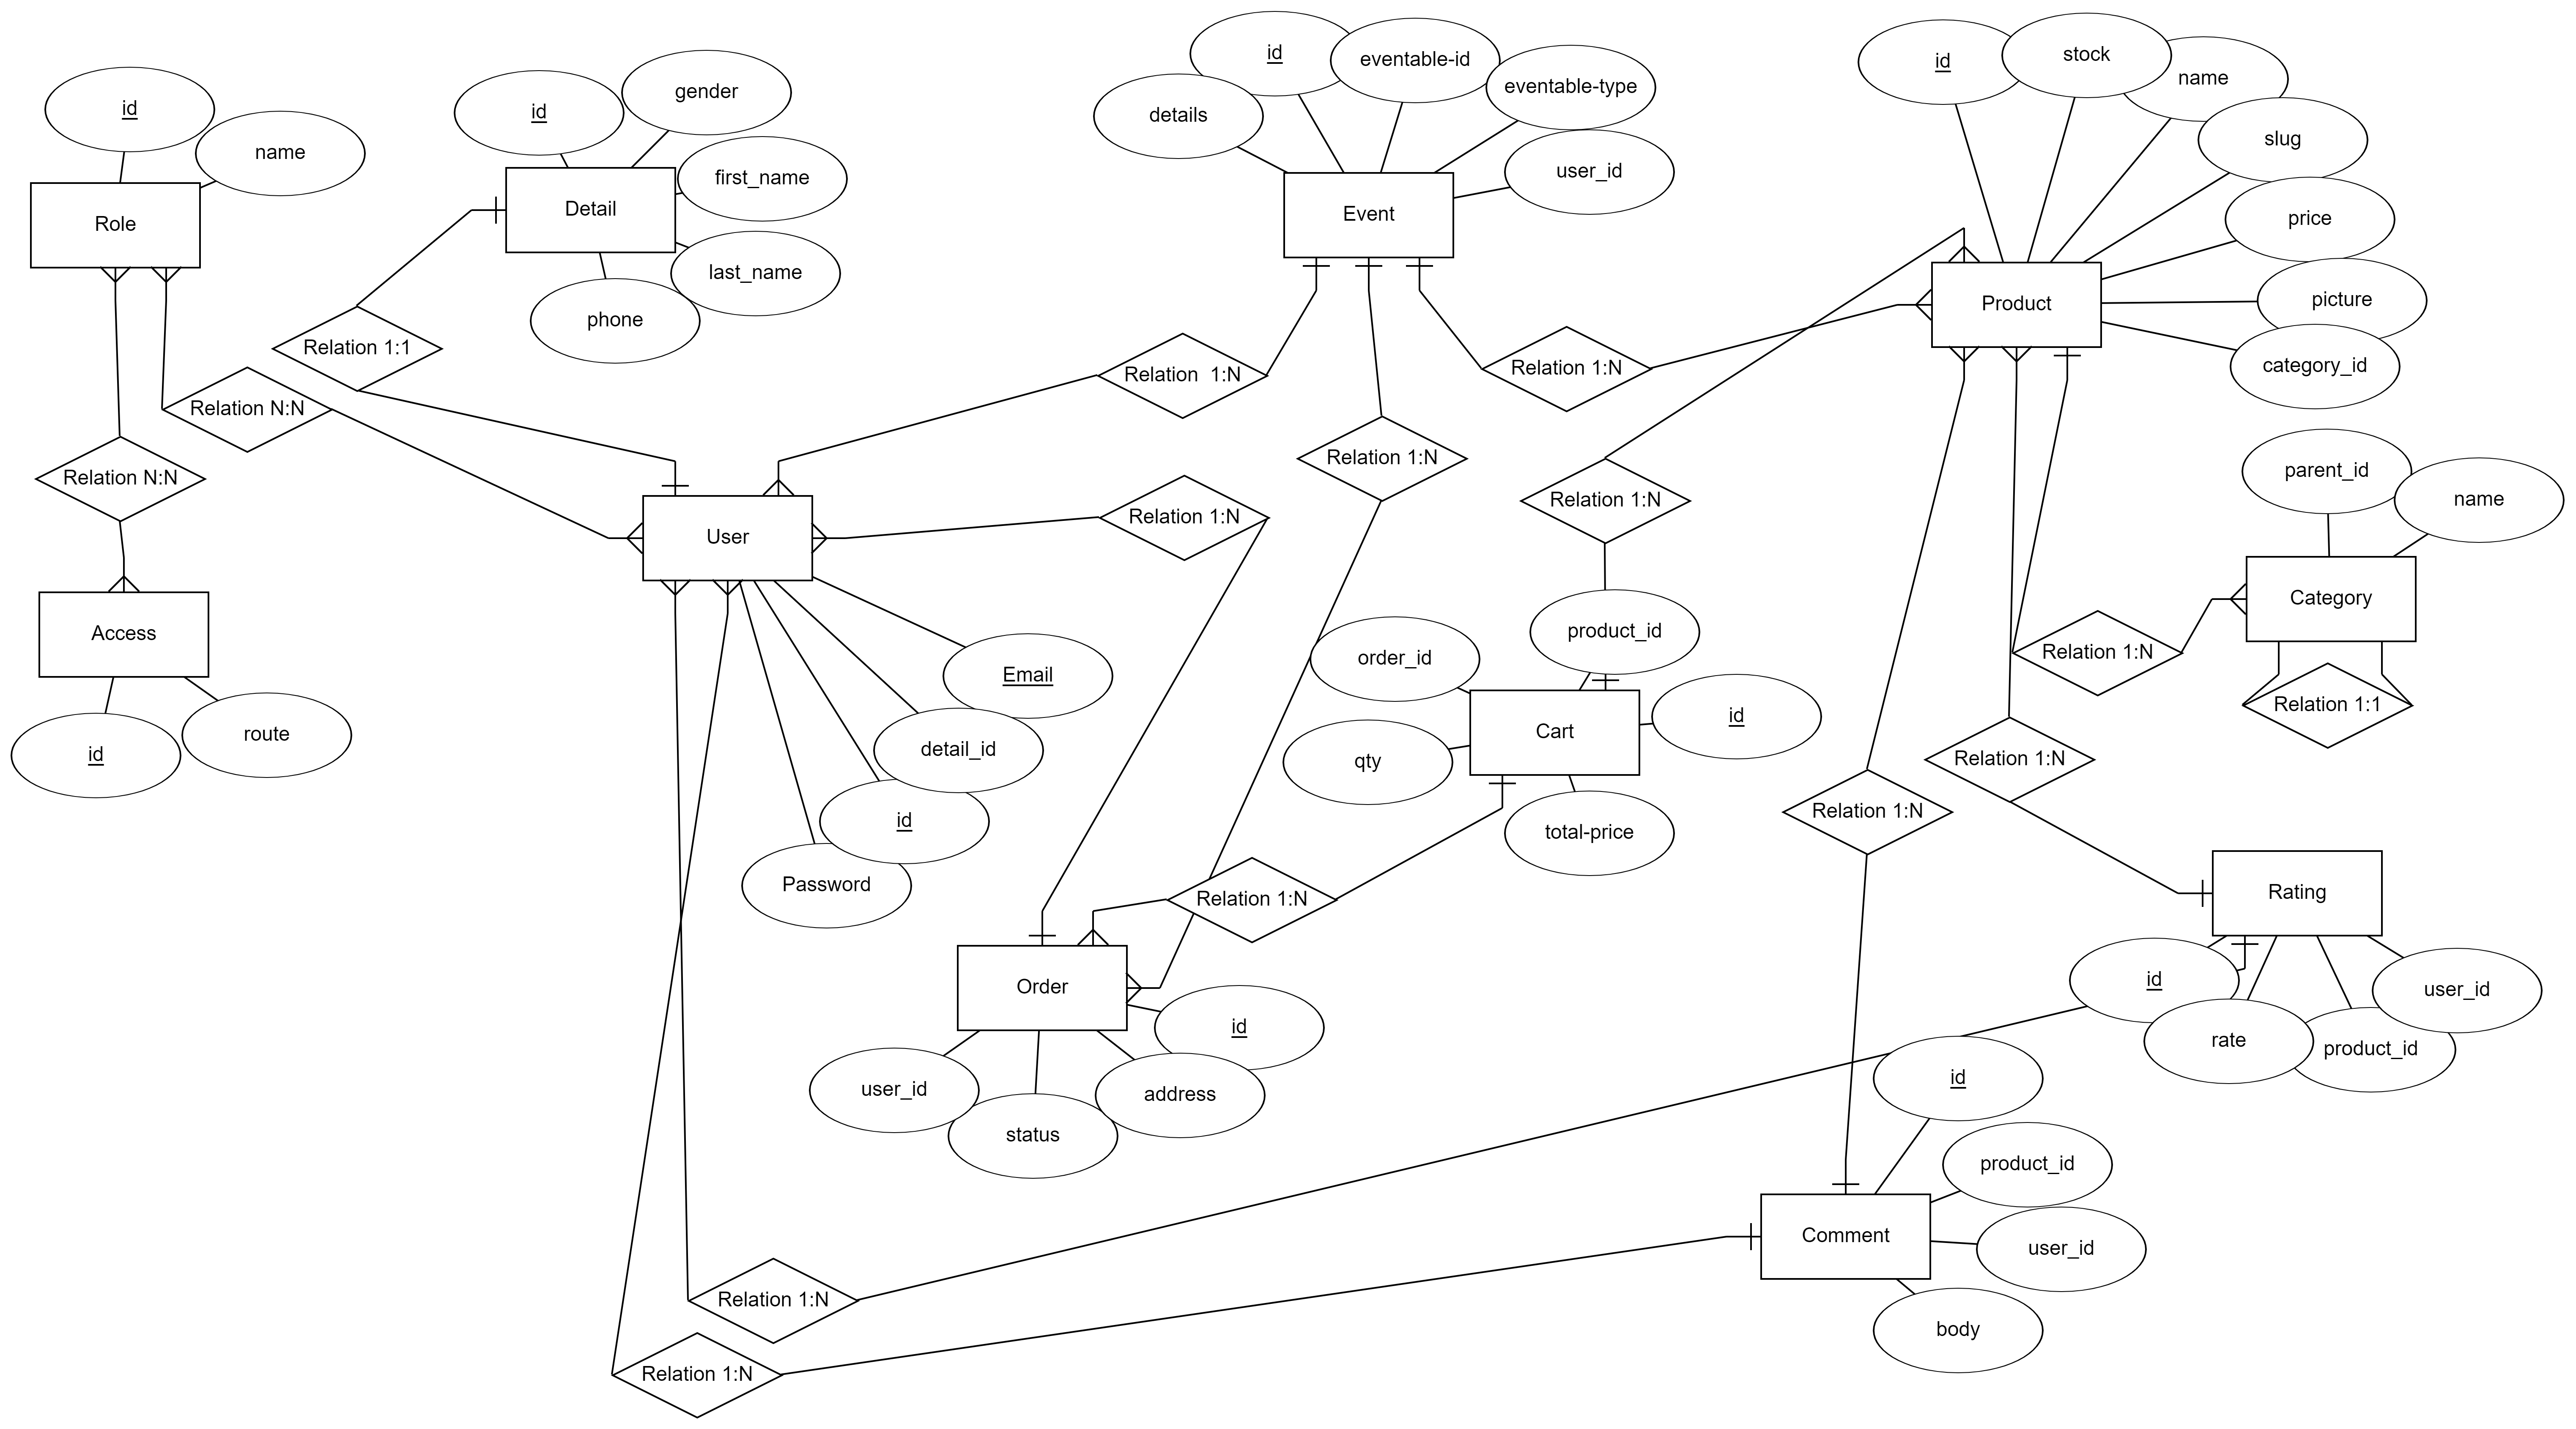 id
name
Role
id
gender
first_name
Detail
last_name
phone
Relation 1:1
Relation N:N
Relation N:N
Access
id
route
id
eventable-id
eventable-type
details
user_id
Event
Relation  1:N
Relation 1:N
Relation 1:N
Relation 1:N
Relation 1:N
User
Email
detail_id
id
Password
id
stock
name
slug
price
picture
category_id
Product
parent_id
name
Category
Relation 1:N
Relation 1:1
product_id
order_id
id
Cart
qty
total-price
Relation 1:N
Relation 1:N
Relation 1:N
Order
id
user_id
address
status
Rating
id
user_id
rate
product_id
id
product_id
Comment
user_id
body
Relation 1:N
Relation 1:N